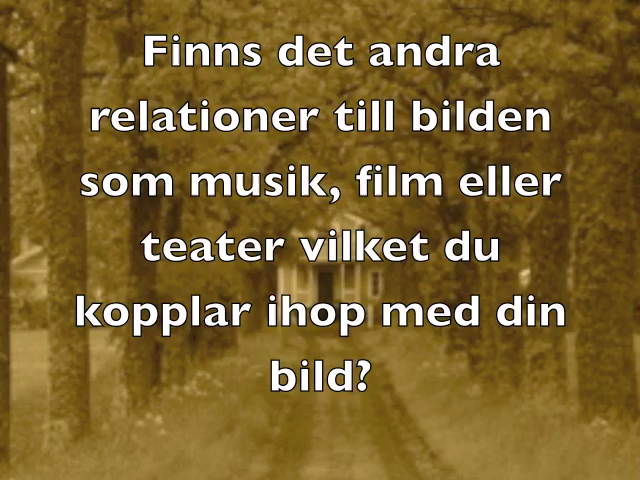 Finns det andra
relationer till bilden
som musik, film eller
teater vilket du
kopplar ihop med din
bild?